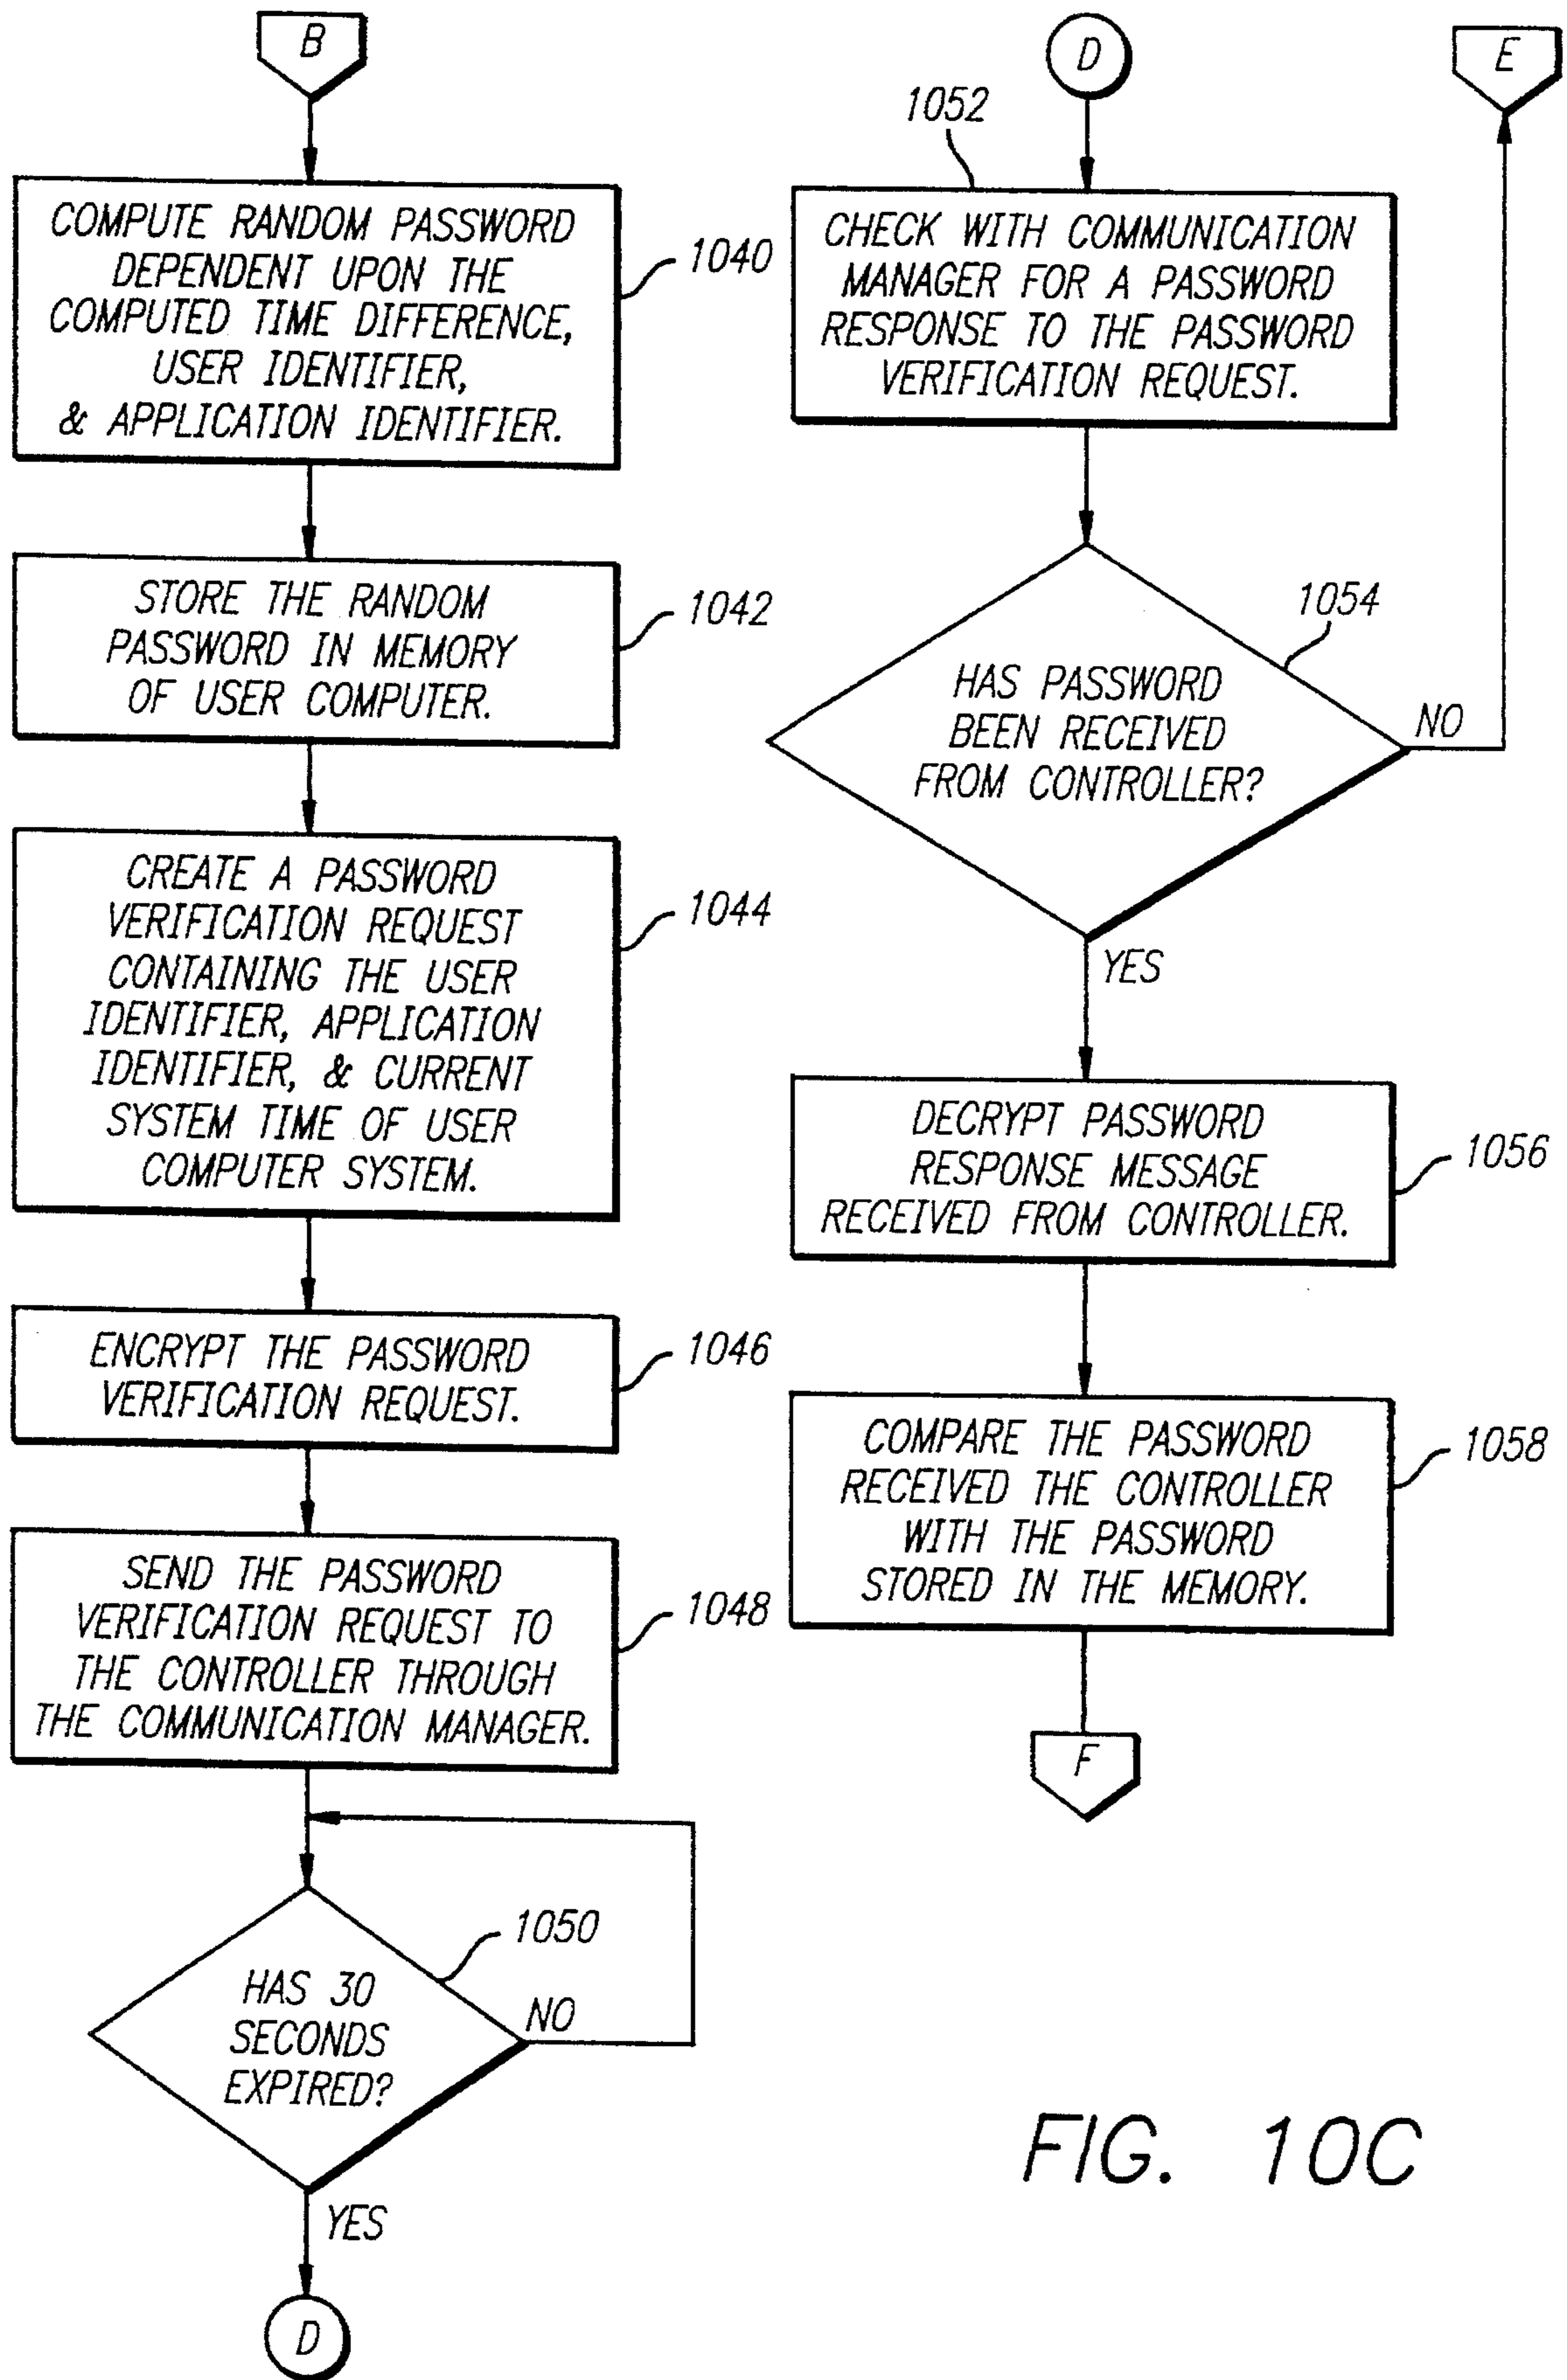 B
COMPUTE RANDOM PASSWORD
DEPENDENT UPON THE
COMPUTED TIME DIFFERENCE,
USER IDENTIFIER,
& APPLICATION IDENTIFIER.
1040
STORE THE RANDOM
PASSWORD IN MEMORY
OF USER COMPUTER.
1042
CREATE A PASSWORD
VERIFICATION REQUEST
CONTAINING THE USER
IDENTIFIER, APPLICATION
IDENTIFIER, & CURRENT
SYSTEM TIME OF USER
COMPUTER SYSTEM.
1044
ENCRYPT THE PASSWORD
VERIFICATION REQUEST.
1046
SEND THE PASSWORD
VERIFICATION REQUEST TO
THE CONTROLLER THROUGH
THE COMMUNICATION MANAGER.
1048
1050
HAS 30
SECONDS
EXPIRED?
NO
YES
D
D
E
1052
CHECK WITH COMMUNICATION
MANAGER FOR A PASSWORD
RESPONSE TO THE PASSWORD
VERIFICATION REQUEST.
1054
HAS PASSWORD
BEEN RECEIVED
FROM CONTROLLER?
NO
YES
DECRYPT PASSWORD
RESPONSE MESSAGE
RECEIVED FROM CONTROLLER.
1056
COMPARE THE PASSWORD
RECEIVED THE CONTROLLER
WITH THE PASSWORD
STORED IN THE MEMORY.
1058
F
FIG. 10C